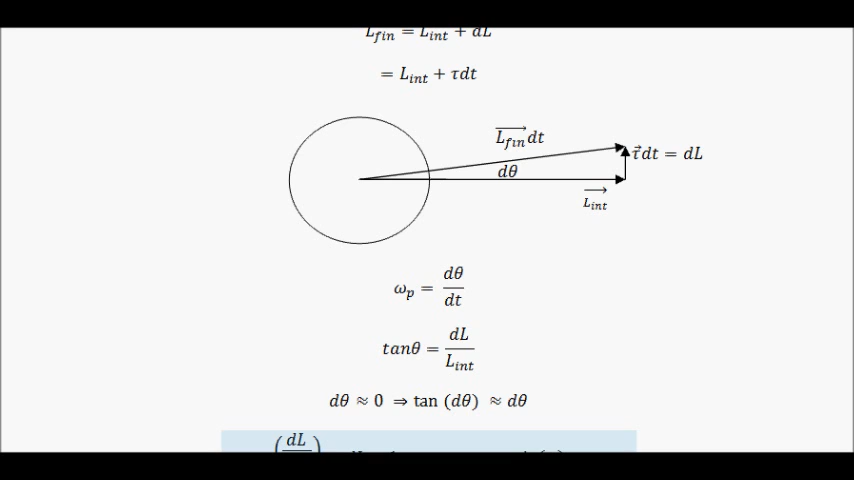 L_fin = L_int + dL
= L_int + τdt
L_fin dt
τdt = dL
dθ
L_int
ω_p = dθ/dt
tanθ = dL/L_int
dθ ≈ 0 ⇒ tan (dθ) ≈ dθ
(dL